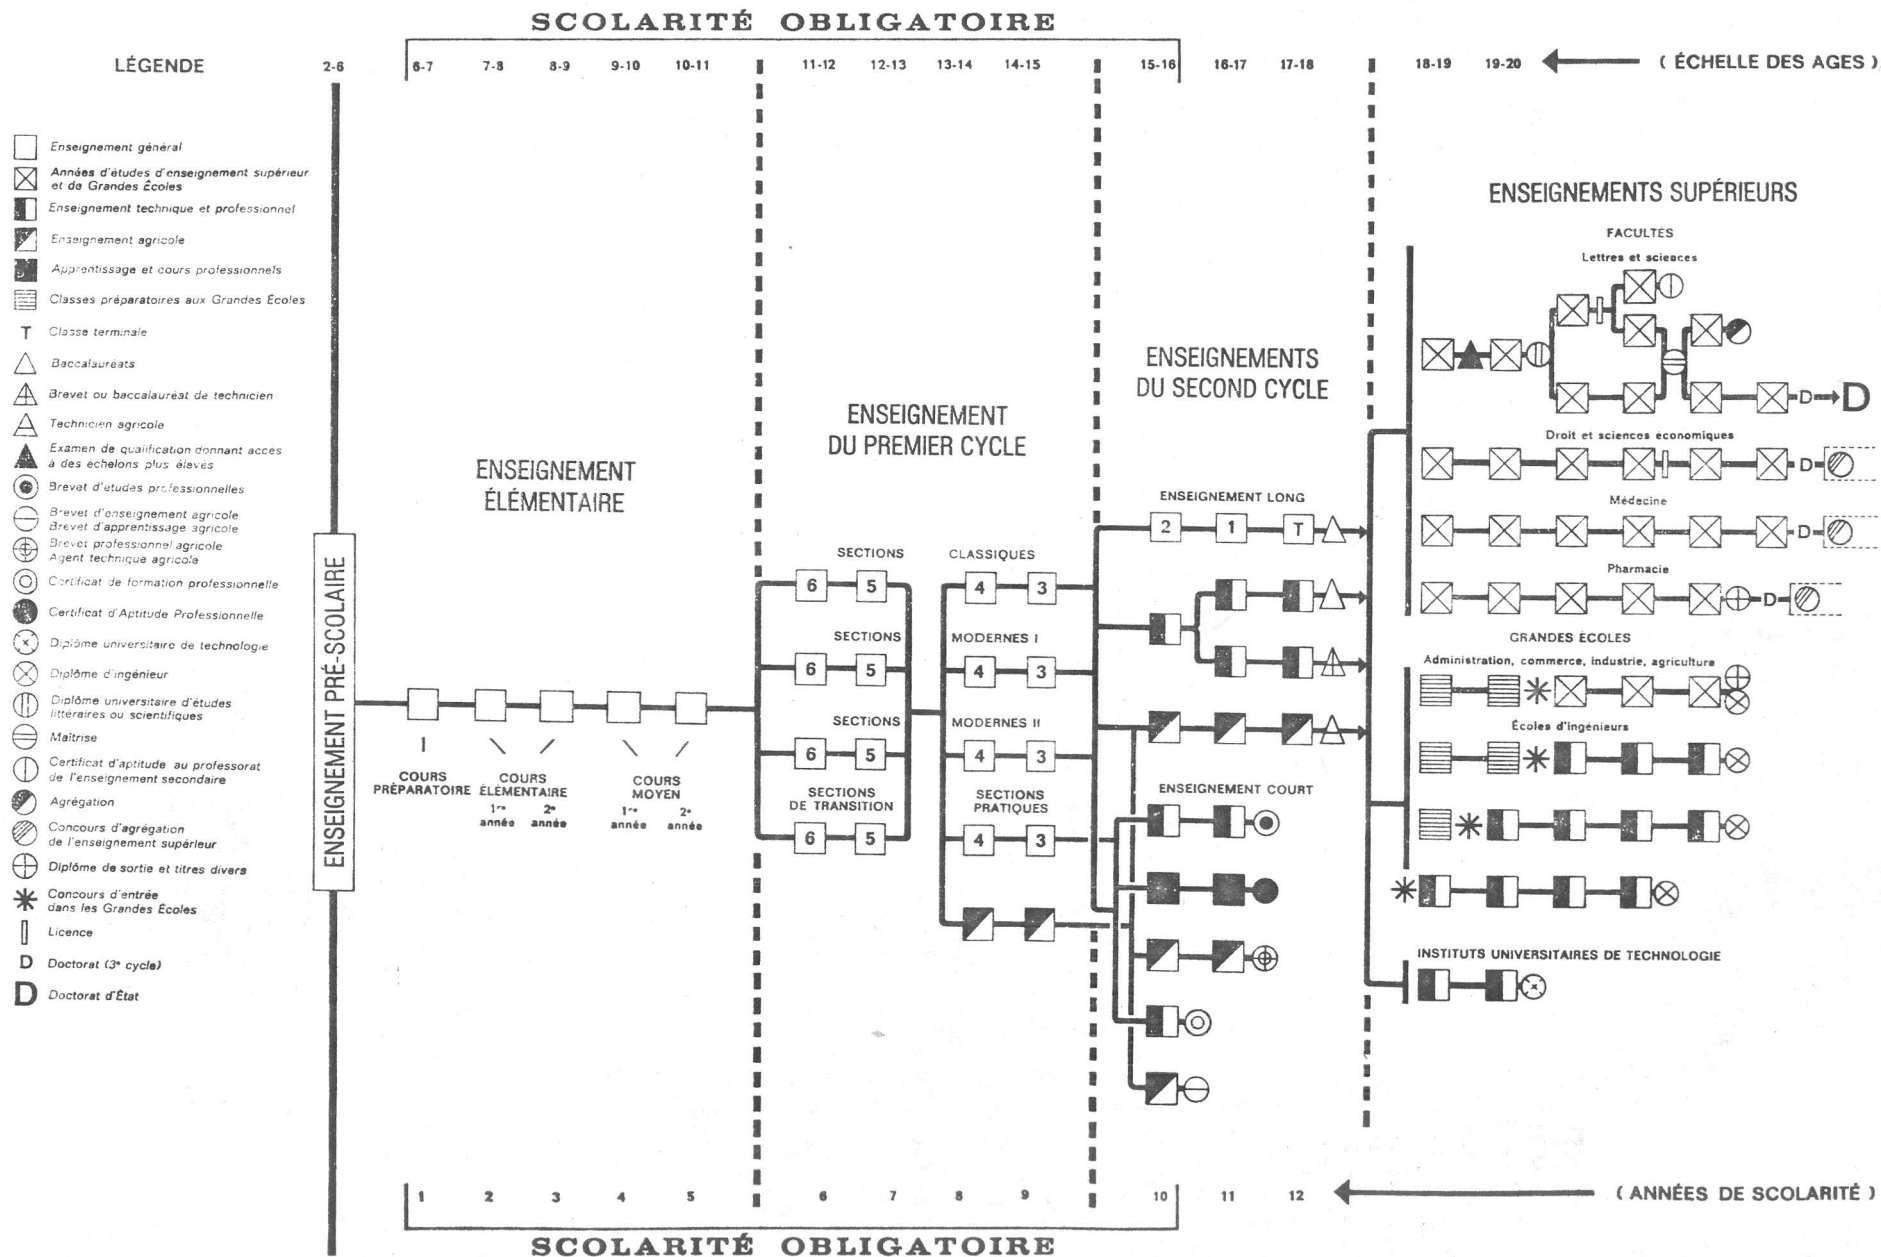 SCOLARITÉ OBLIGATOIRE
LÉGENDE
2-6
6-7
7-8
8-9
9-10
10-11
11-12
12-13
13-14
14-15
15-16
16-17
17-18
18-19
19-20
( ÉCHELLE DES AGES )
Enseignement général
Années d'études d'enseignement supérieur
et de Grandes Écoles
Enseignement technique et professionnel
Enseignement agricole
Apprentissage et cours professionnels
Classes préparatoires aux Grandes Écoles
T Classe terminale
Baccalauréats
Brevet ou baccalauréat de technicien
Technicien agricole
Examen de qualification donnant accès
à des échelons plus élevés
Brevet d'études professionnelles
Brevet d'enseignement agricole
Brevet d'apprentissage agricole
Brevet professionnel agricole
Agent technique agricole
Certificat de formation professionnelle
Certificat d'Aptitude Professionnelle
Diplôme universitaire de technologie
Diplôme d'ingénieur
Diplôme universitaire d'études
littéraires ou scientifiques
Maîtrise
Certificat d'aptitude au professorat
de l'enseignement secondaire
Agrégation
Concours d'agrégation
de l'enseignement supérieur
Diplôme de sortie et titres divers
Concours d'entrée
dans les Grandes Écoles
Licence
D Doctorat (3e cycle)
D Doctorat d'État
ENSEIGNEMENT PRÉ-SCOLAIRE
ENSEIGNEMENT
ÉLÉMENTAIRE
COURS
PRÉPARATOIRE
COURS
ÉLÉMENTAIRE
1re année
2e année
COURS
MOYEN
1re année
2e année
ENSEIGNEMENT
DU PREMIER CYCLE
SECTIONS CLASSIQUES
6 5 4 3
SECTIONS MODERNES I
6 5 4 3
SECTIONS MODERNES II
6 5 4 3
SECTIONS
DE TRANSITION
SECTIONS
PRATIQUES
6 5 4 3
ENSEIGNEMENTS
DU SECOND CYCLE
ENSEIGNEMENT LONG
2 1 T
ENSEIGNEMENT COURT
ENSEIGNEMENTS SUPÉRIEURS
FACULTÉS
Lettres et sciences
D D
Droit et sciences économiques
D
Médecine
D
Pharmacie
D
GRANDES ÉCOLES
Administration, commerce, industrie, agriculture
Écoles d'ingénieurs
INSTITUTS UNIVERSITAIRES DE TECHNOLOGIE
1
2
3
4
5
6
7
8
9
10
11
12
( ANNÉES DE SCOLARITÉ )
SCOLARITÉ OBLIGATOIRE